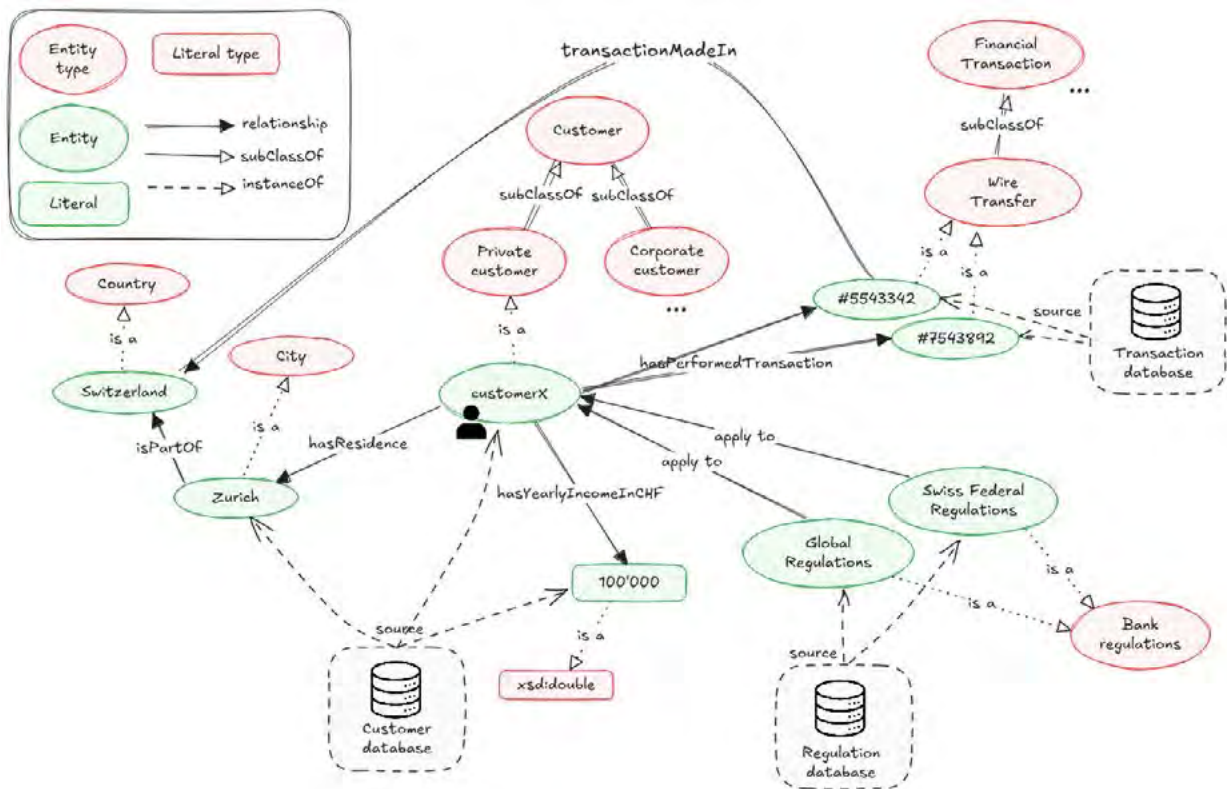 Entity
type
Literal type
Entity
relationship
subClassOf
instanceOf
Literal
transactionMadeIn
Financial
Transaction
...
subClassOf
Customer
subClassOf
subClassOf
Wire
Transfer
Private
customer
Corporate
customer
...
is a
is a
Country
is a
#5543342
source
#7543892
Transaction
database
is a
City
hasPerformedTransaction
Switzerland
customerX
is a
isPartOf
hasResidence
apply to
apply to
Zurich
hasYearlyIncomeInCHF
Swiss Federal
Regulations
Global
Regulations
100'000
is a
is a
source
is a
Bank
regulations
source
xsd:double
Customer
database
Regulation
database